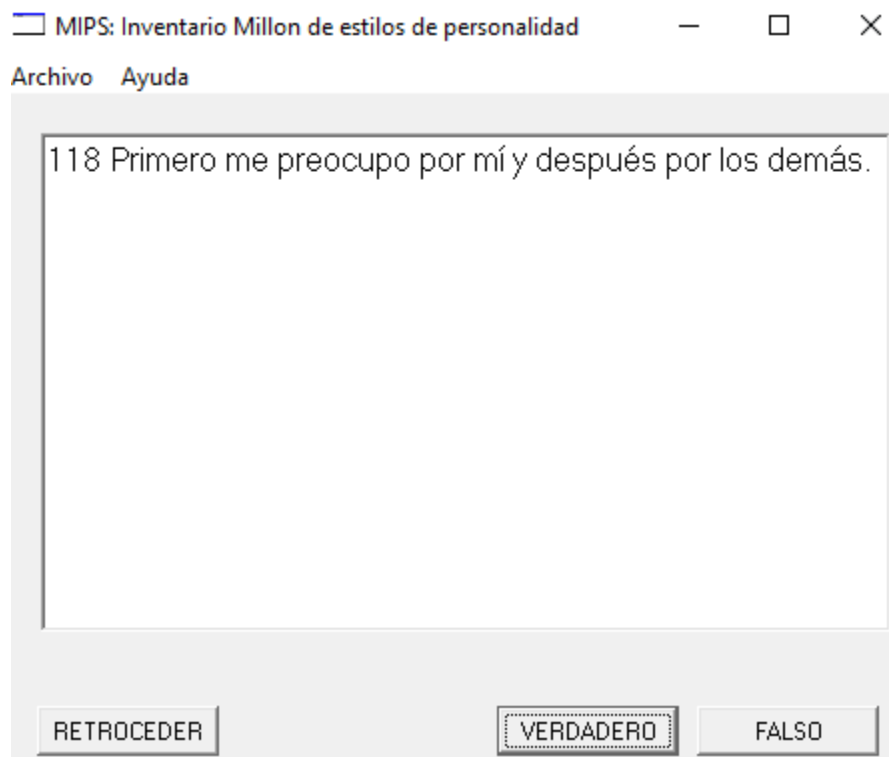 MIPS: Inventario Millon de estilos de personalidad
Archivo Ayuda
118 Primero me preocupo por mí y después por los demás.
RETROCEDER VERDADERO FALSO